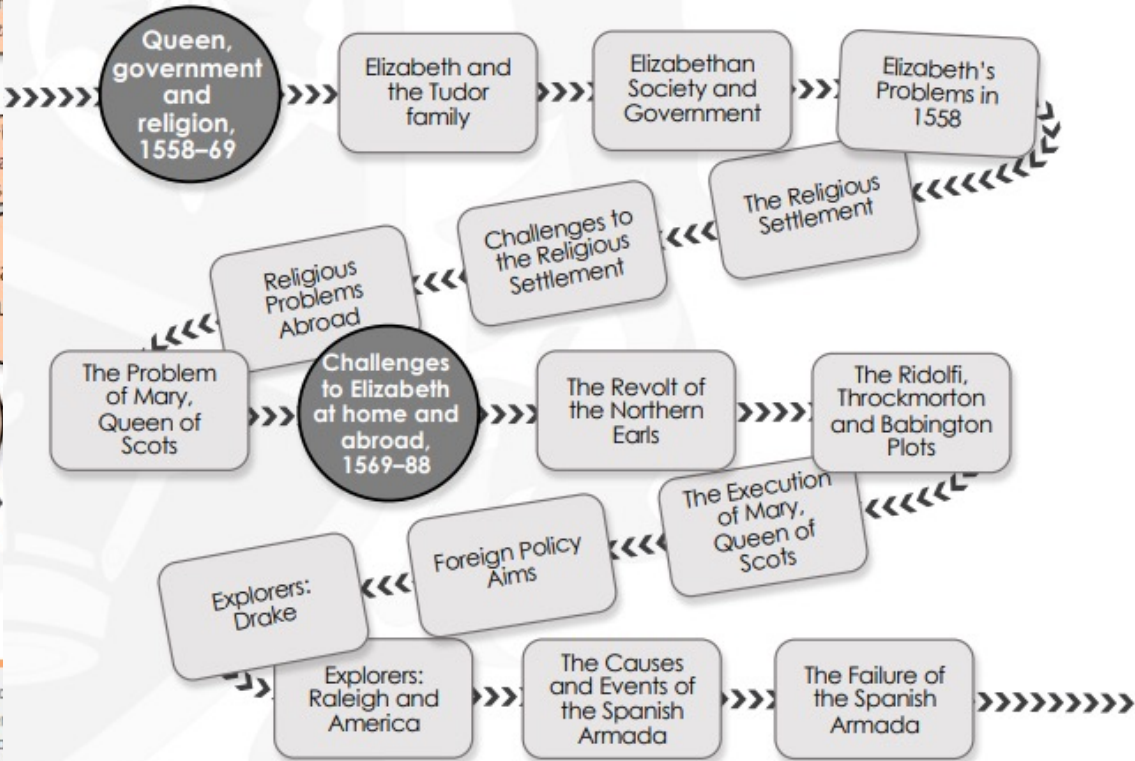 Queen,
government
and
religion,
1558–69
Elizabeth and
the Tudor
family
Elizabethan
Society and
Government
Elizabeth's
Problems in
1558
The Religious
Settlement
Challenges to
the Religious
Settlement
Religious
Problems
Abroad
The Problem
of Mary,
Queen of
Scots
Challenges
to Elizabeth
at home and
abroad,
1569–88
The Revolt of
the Northern
Earls
The Ridolfi,
Throckmorton
and Babington
Plots
The Execution
of Mary,
Queen of
Scots
Foreign Policy
Aims
Explorers:
Drake
Explorers:
Raleigh and
America
The Causes
and Events of
the Spanish
Armada
The Failure of
the Spanish
Armada